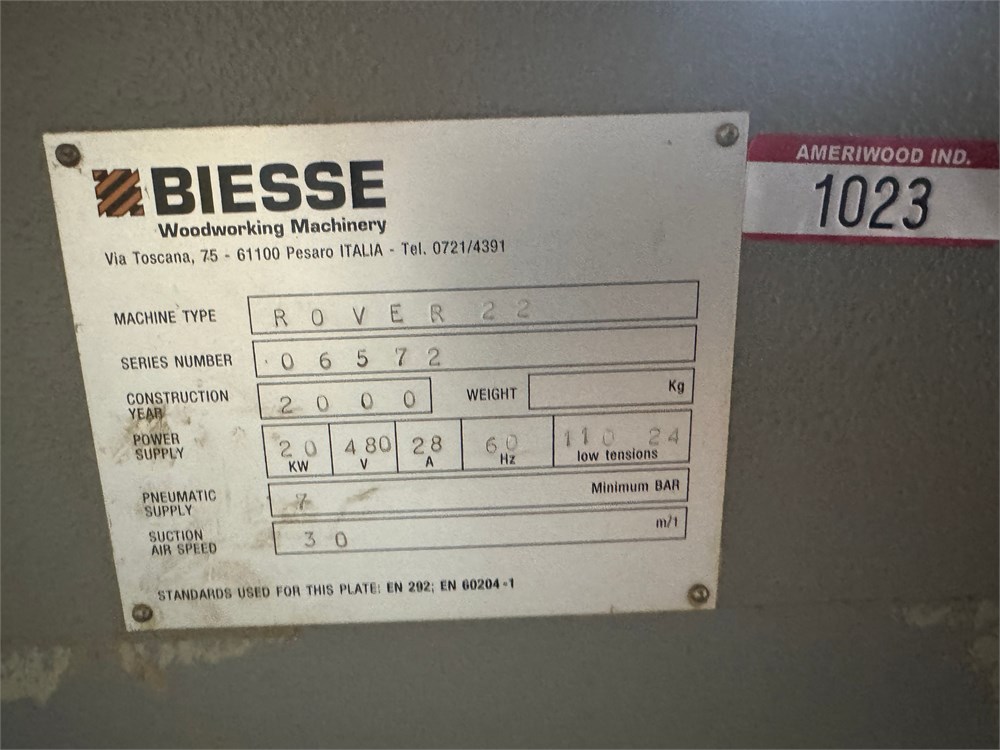 BIESSE
Woodworking Machinery
Via Toscana, 75 - 61100 Pesaro ITALIA - Tel. 0721/4391
MACHINE TYPE ROVER 22
SERIES NUMBER 06572
CONSTRUCTION YEAR 2000 WEIGHT Kg
POWER SUPPLY 20 KW 480 V 28 A 60 Hz 110 24 low tensions
PNEUMATIC SUPPLY 7 Minimum BAR
SUCTION AIR SPEED 30 m/1
STANDARDS USED FOR THIS PLATE: EN 292; EN 60204-1
AMERIWOOD IND.
1023